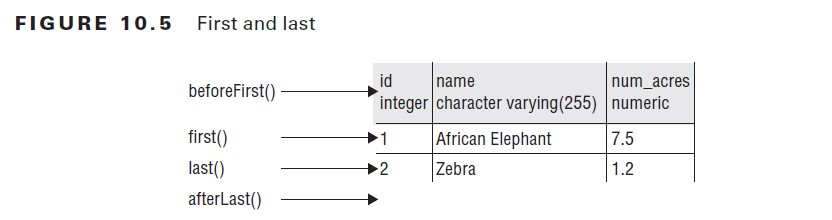 FIGURE 10.5 First and last
id name num_acres
beforeFirst() integer character varying(255) numeric
first() 1 African Elephant 7.5
last() 2 Zebra 1.2
afterLast()